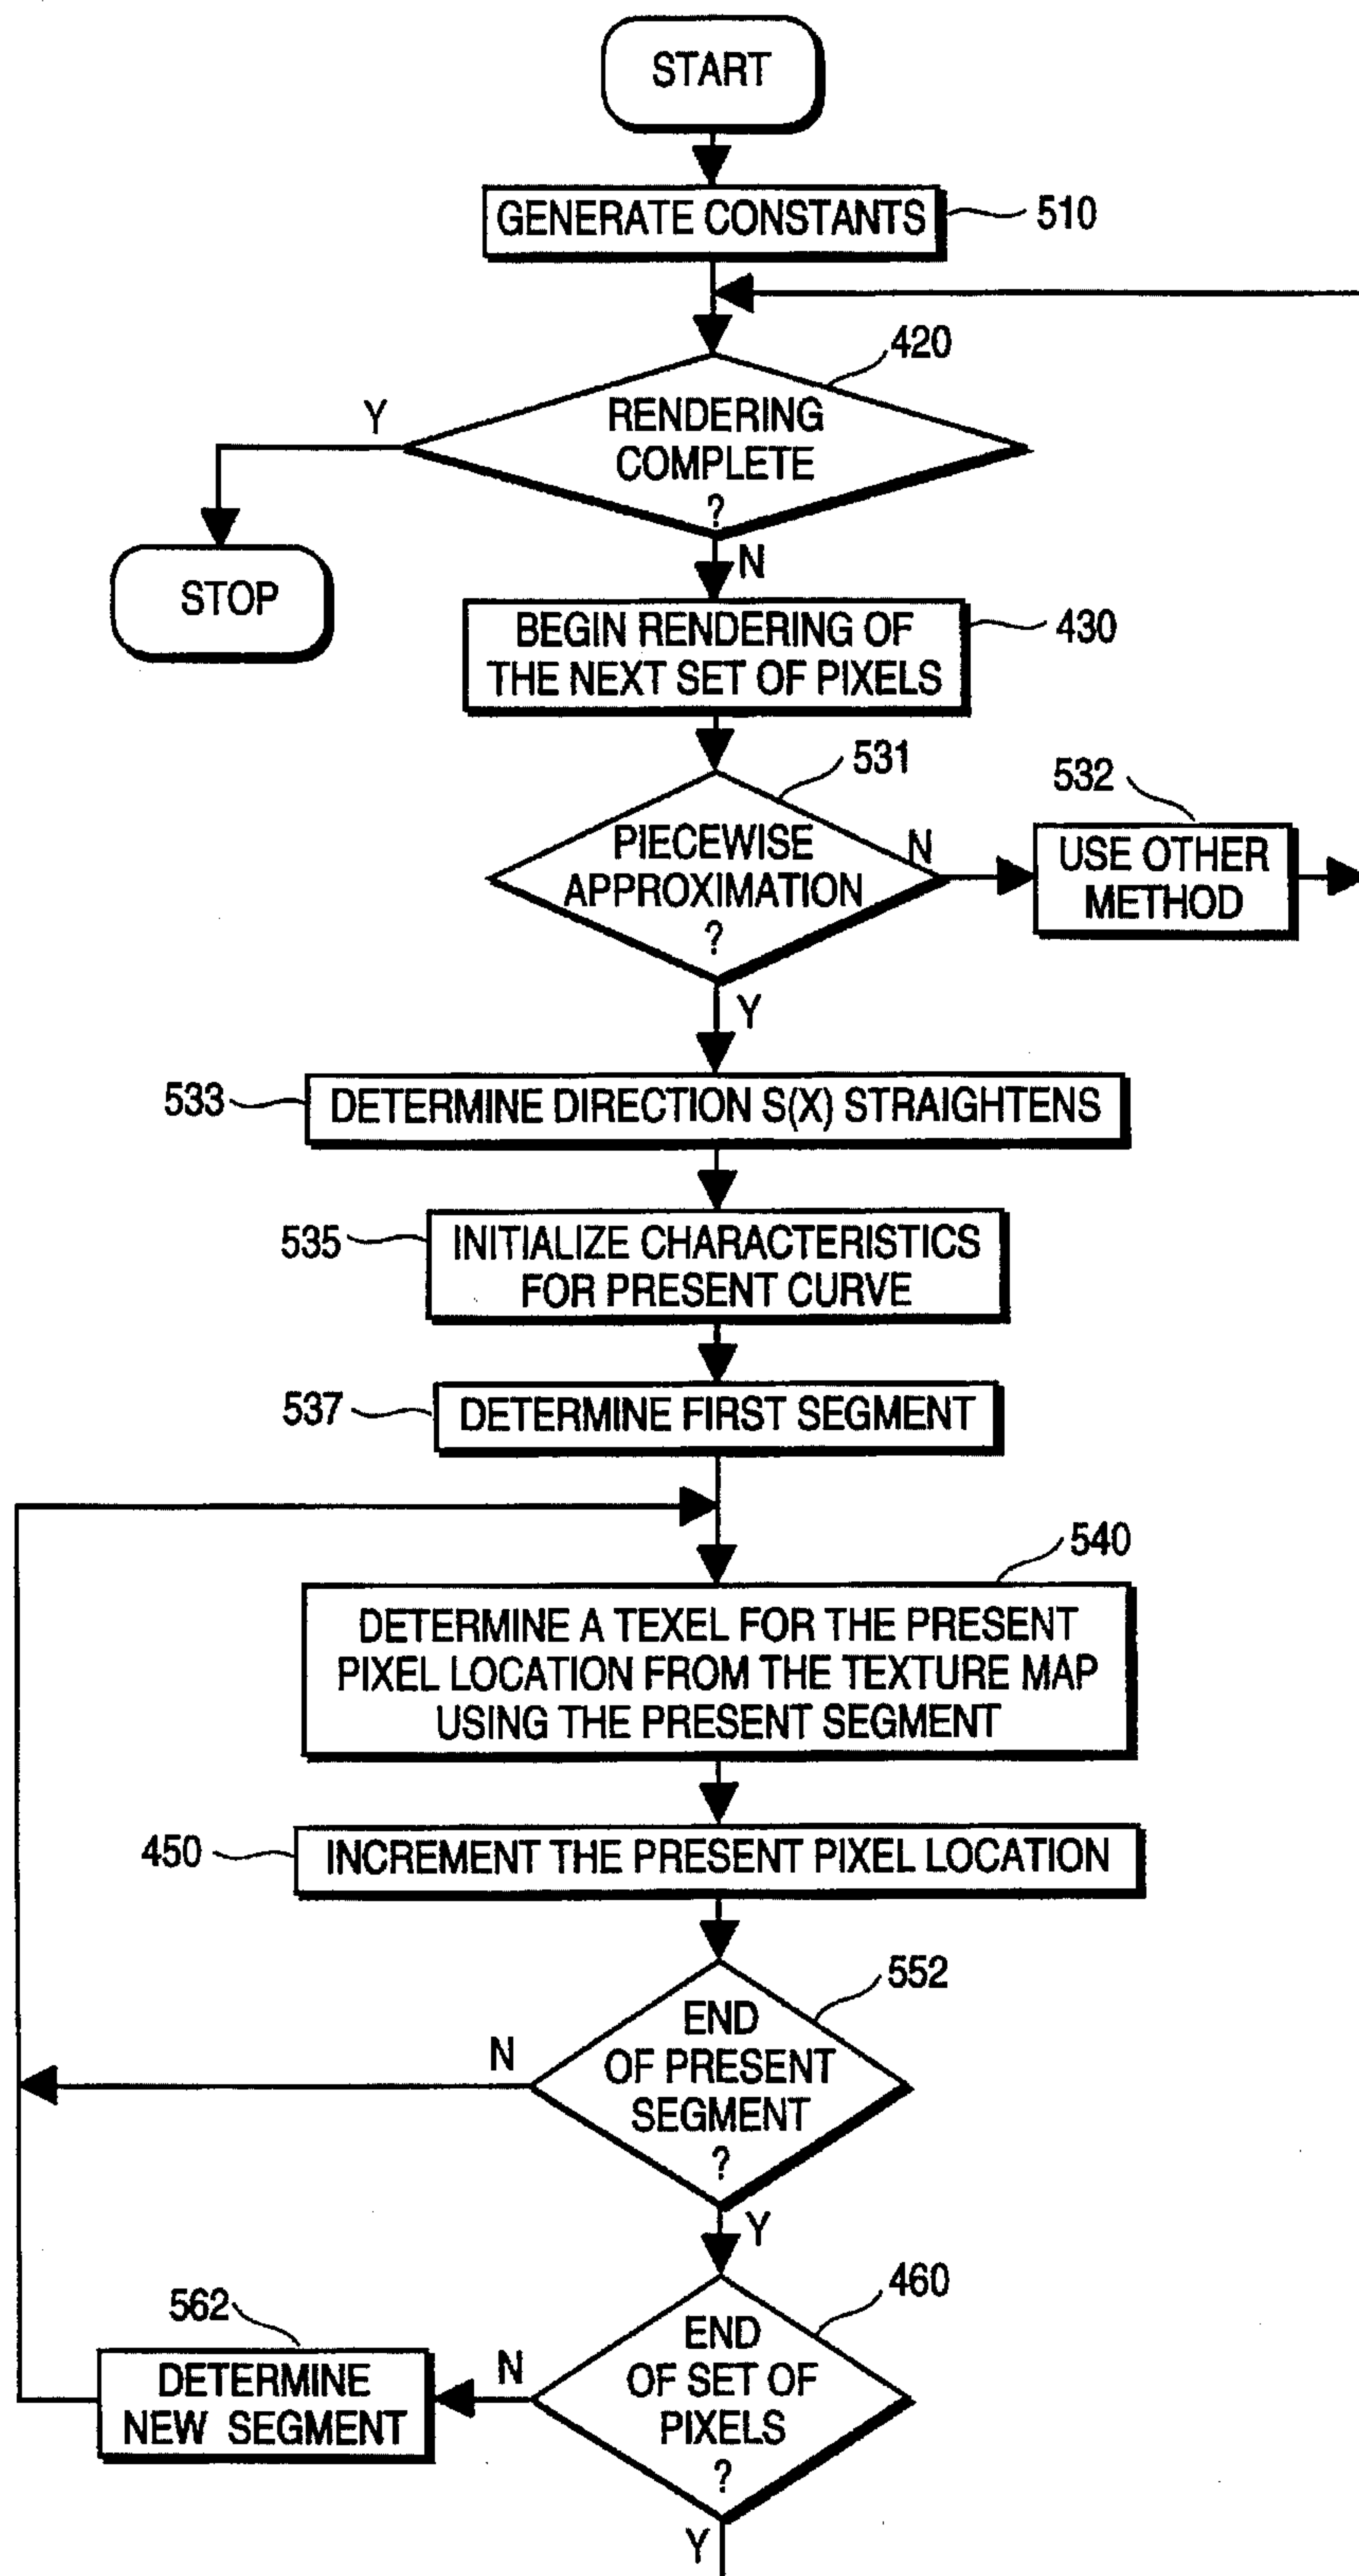 START
GENERATE CONSTANTS
510
420
Y
RENDERING
COMPLETE
?
N
STOP
BEGIN RENDERING OF
THE NEXT SET OF PIXELS
430
531
532
PIECEWISE
APPROXIMATION
?
N
USE OTHER
METHOD
Y
533
DETERMINE DIRECTION S(X) STRAIGHTENS
535
INITIALIZE CHARACTERISTICS
FOR PRESENT CURVE
537
DETERMINE FIRST SEGMENT
540
DETERMINE A TEXEL FOR THE PRESENT
PIXEL LOCATION FROM THE TEXTURE MAP
USING THE PRESENT SEGMENT
450
INCREMENT THE PRESENT PIXEL LOCATION
552
END
OF PRESENT
SEGMENT
?
N
Y
460
562
END
OF SET OF
PIXELS
?
N
DETERMINE
NEW SEGMENT
Y